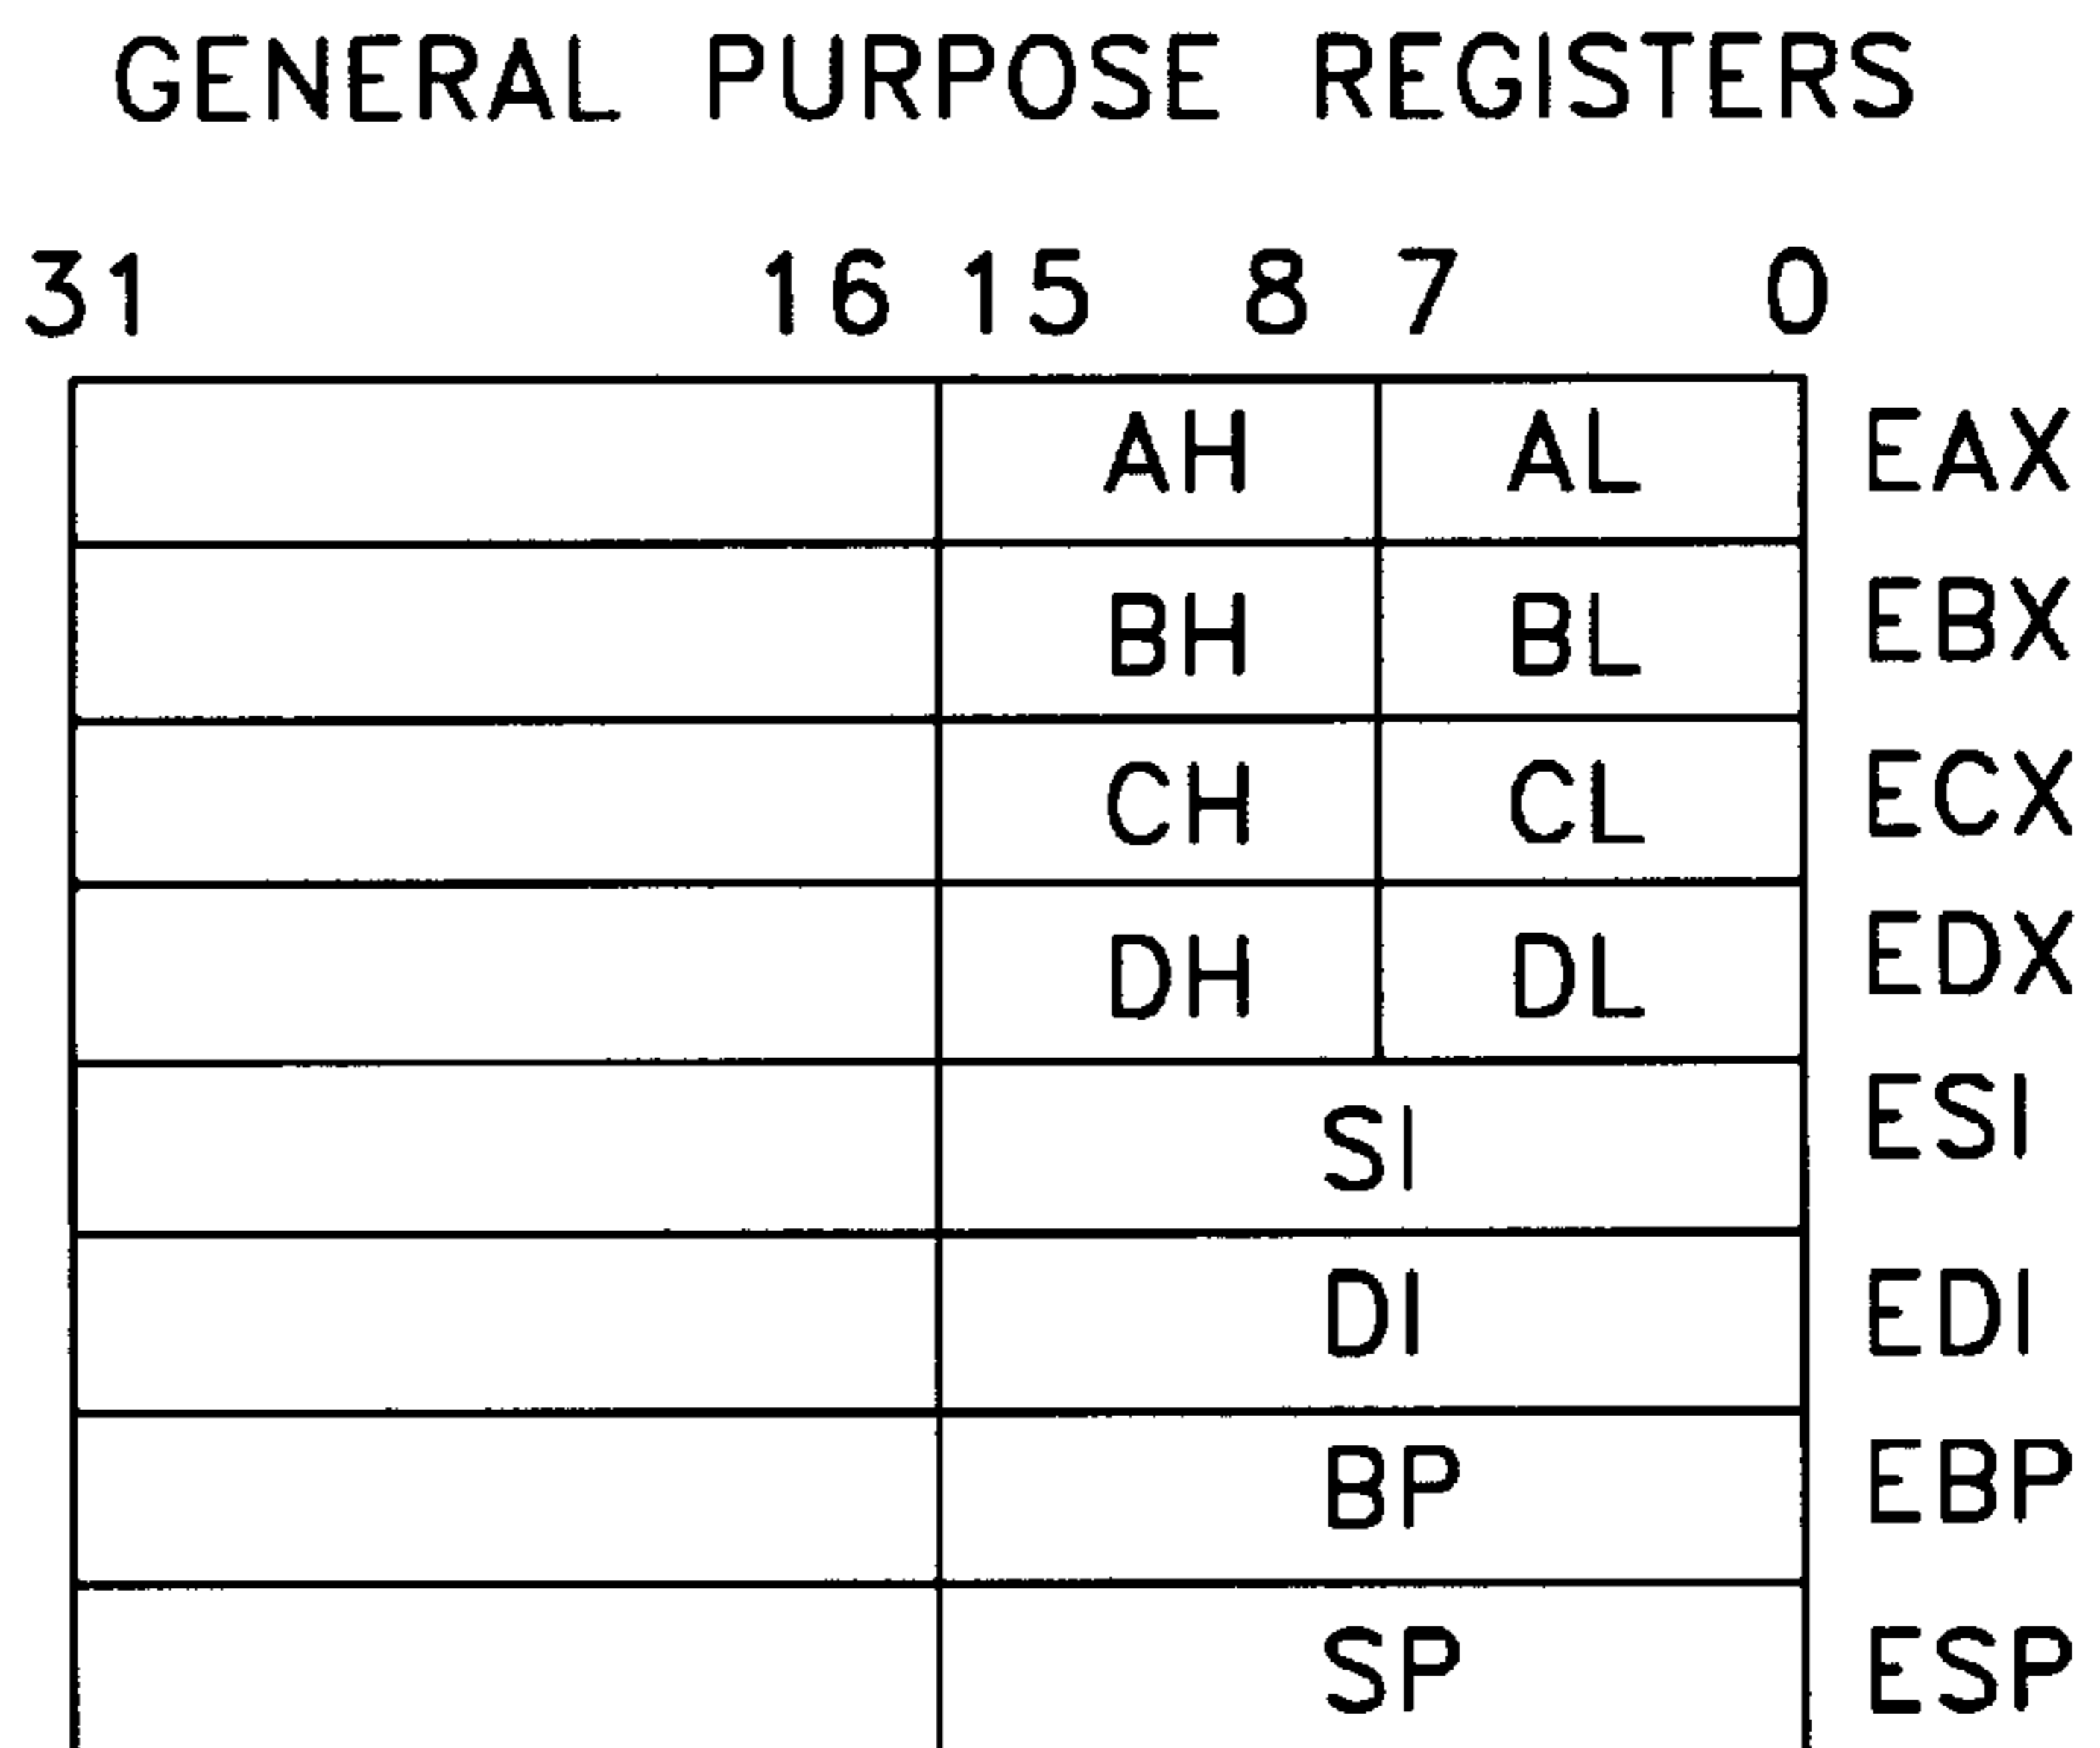 GENERAL PURPOSE REGISTERS
31 16 15 8 7 0
AH AL EAX
BH BL EBX
CH CL ECX
DH DL EDX
SI ESI
DI EDI
BP EBP
SP ESP